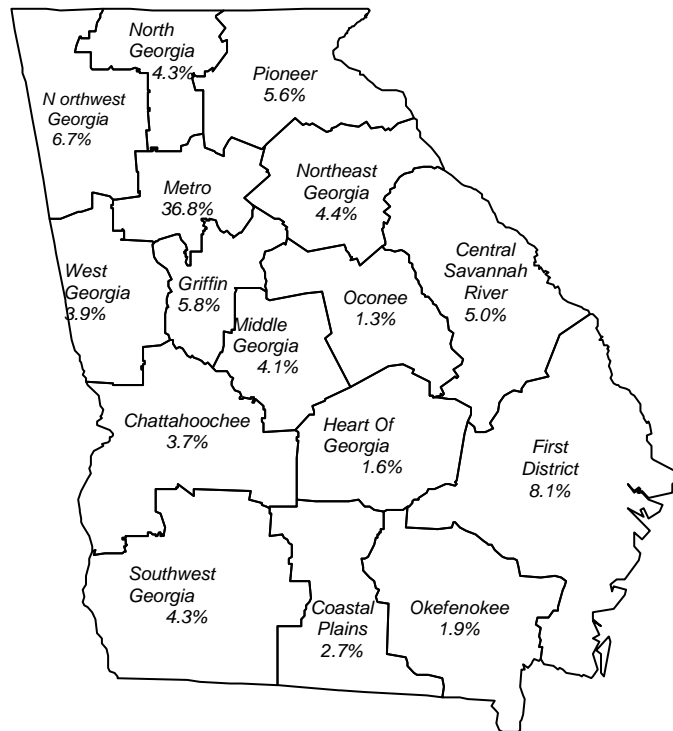 North
Georgia
4.3%
Pioneer
5.6%
N orthwest
Georgia
6.7%
Northeast
Georgia
4.4%
Metro
36.8%
Central
Savannah
River
5.0%
West
Georgia
3.9%
Griffin
5.8%
Oconee
1.3%
Middle
Georgia
4.1%
Chattahoochee
3.7%
Heart Of
Georgia
1.6%
First
District
8.1%
Southwest
Georgia
4.3%
Coastal
Plains
2.7%
Okefenokee
1.9%